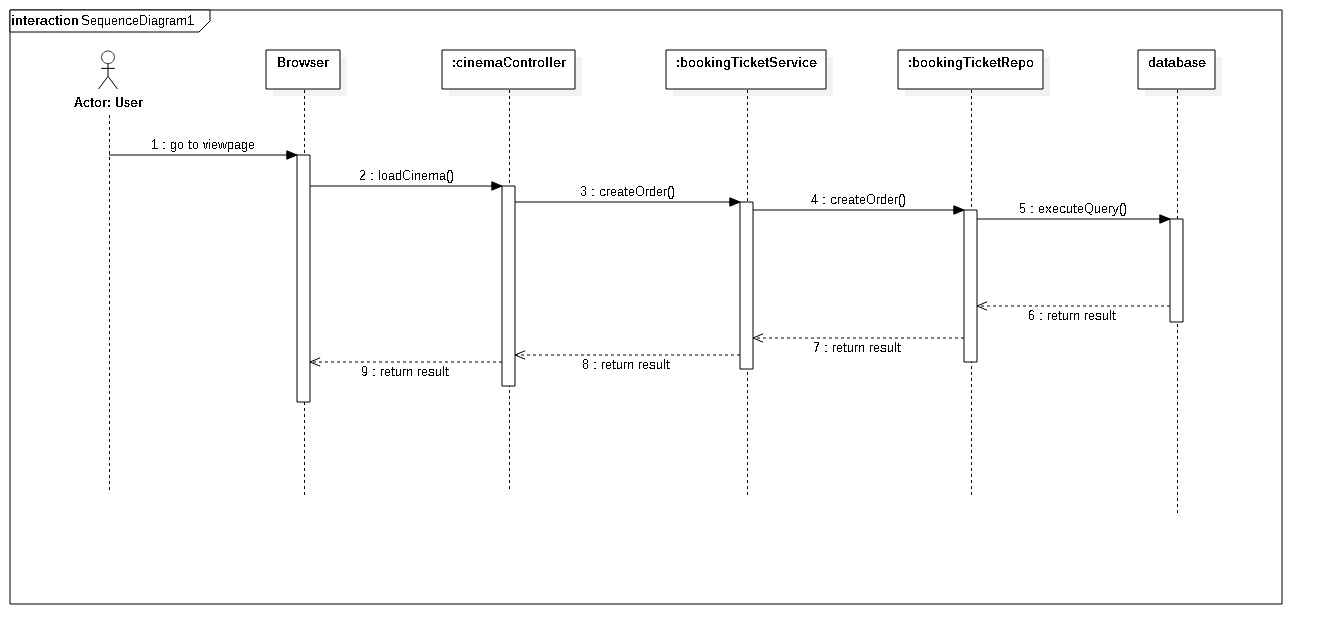 interaction SequenceDiagram1
Actor: User
Browser
:cinemaController
:bookingTicketService
:bookingTicketRepo
database
1 : go to viewpage
2 : loadCinema()
3 : createOrder()
4 : createOrder()
5 : executeQuery()
6 : return result
7 : return result
8 : return result
9 : return result